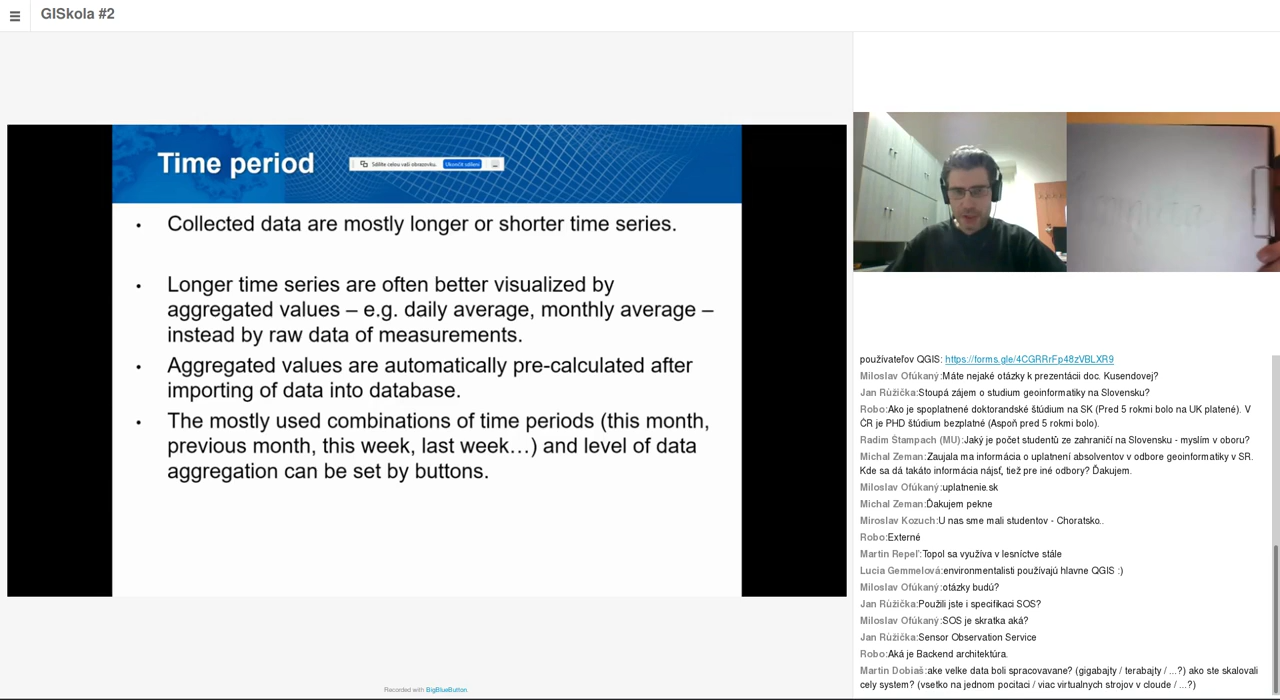 GISkola #2
Time period
Sdílíte celou vaši obrazovku. Ukončit sdílení
• Collected data are mostly longer or shorter time series.
• Longer time series are often better visualized by
aggregated values – e.g. daily average, monthly average –
instead by raw data of measurements.
• Aggregated values are automatically pre-calculated after
importing of data into database.
• The mostly used combinations of time periods (this month,
previous month, this week, last week…) and level of data
aggregation can be set by buttons.
Recorded with BigBlueButton.
používateľov QGIS: https://forms.gle/4CGRRrFp48zVBLXR9
Miloslav Ofúkaný:Máte nejaké otázky k prezentácii doc. Kusendovej?
Jan Růžička:Stoupá zájem o studium geoinformatiky na Slovensku?
Robo:Ako je spoplatnené doktorandské štúdium na SK (Pred 5 rokmi bolo na UK platené). V
ČR je PHD štúdium bezplatné (Aspoň pred 5 rokmi bolo).
Radim Štampach (MU):Jaký je počet studentů ze zahraničí na Slovensku - myslím v oboru?
Michal Zeman:Zaujala ma informácia o uplatnení absolventov v odbore geoinformatiky v SR.
Kde sa dá takáto informácia nájsť, tiež pre iné odbory? Ďakujem.
Miloslav Ofúkaný:uplatnenie.sk
Michal Zeman:Ďakujem pekne
Miroslav Kozuch:U nas sme mali studentov - Choratsko..
Robo:Externé
Martin Repeľ:Topol sa využíva v lesníctve stále
Lucia Gemmelová:environmentalisti používajú hlavne QGIS :)
Miloslav Ofúkaný:otázky budú?
Jan Růžička:Použili jste i specifikaci SOS?
Miloslav Ofúkaný:SOS je skratka aká?
Jan Růžička:Sensor Observation Service
Robo:Aká je Backend architektúra.
Martin Dobiaš:ake velke data boli spracovavane? (gigabajty / terabajty / ...?) ako ste skalovali
cely system? (vsetko na jednom pocitaci / viac virtualnych strojov v cloude / ...?)